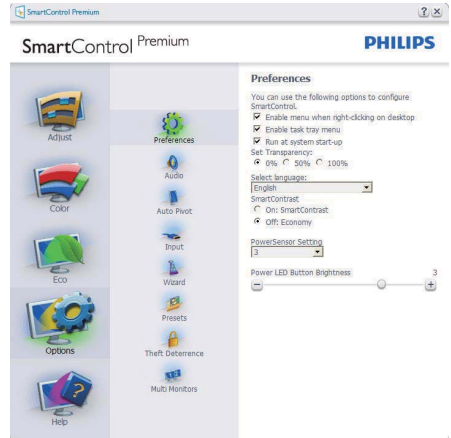 SmartControl Premium
SmartControl Premium
PHILIPS
Adjust
Color
Eco
Options
Help
Preferences
Audio
Auto Pivot
Input
Wizard
Presets
Theft Deterrence
Multi Monitors
Preferences
You can use the following options to configure
SmartControl.
Enable menu when right-clicking on desktop
Enable task tray menu
Run at system start-up
Set Transparency:
0% 50% 100%
Select language:
English
SmartContrast
On: SmartContrast
Off: Economy
PowerSensor Setting
3
Power LED Button Brightness 3